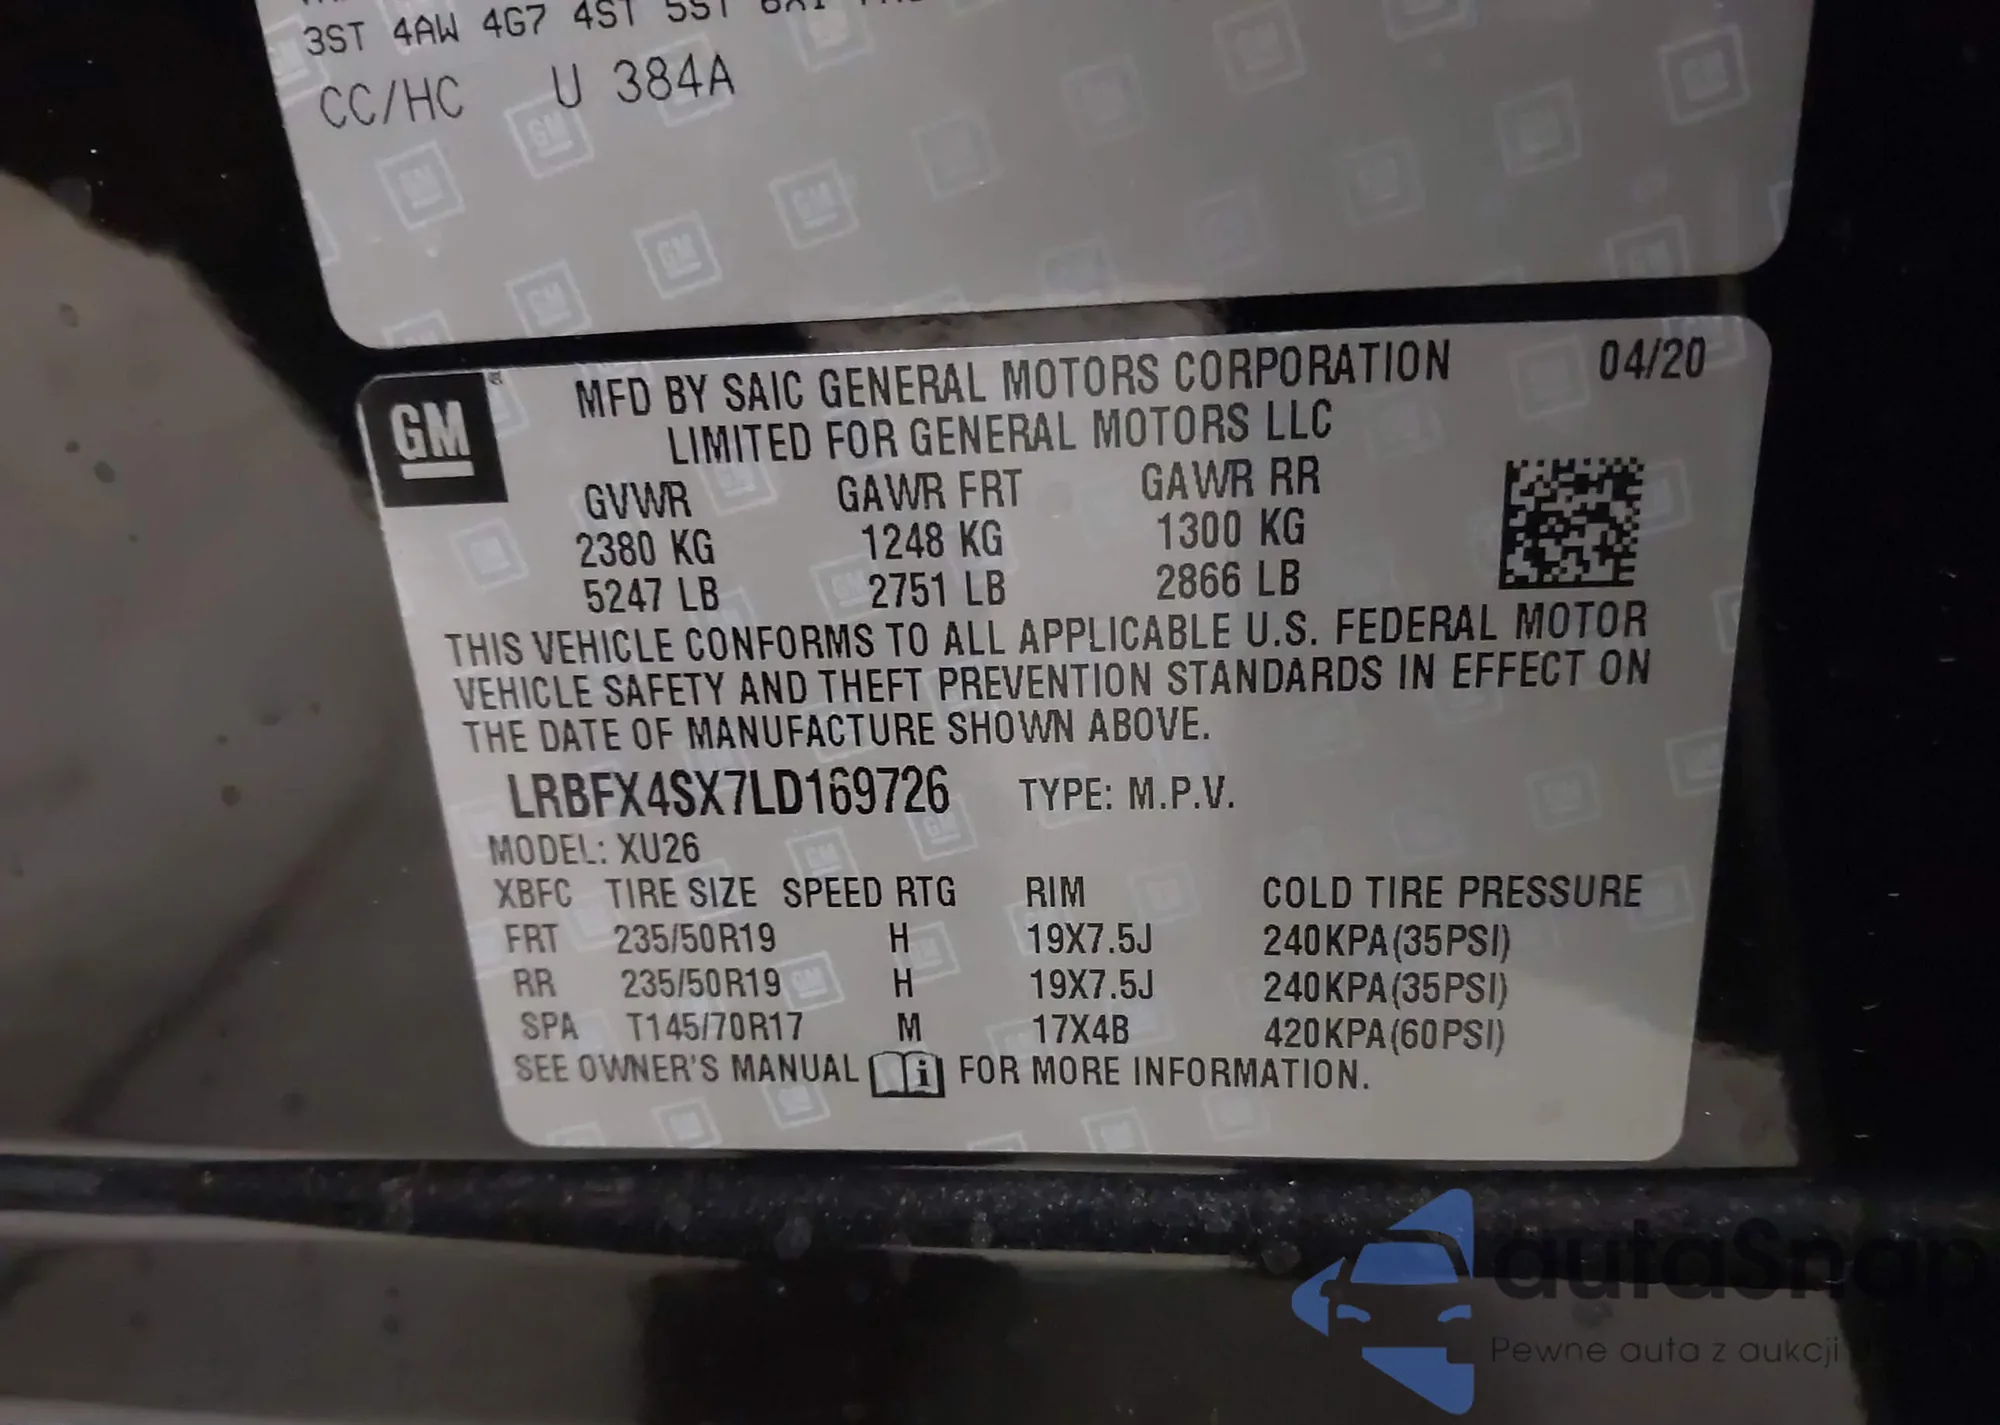 3ST 4AW 4G7 4ST 5ST
CC/HC U 384A
GM
MFD BY SAIC GENERAL MOTORS CORPORATION 04/20
LIMITED FOR GENERAL MOTORS LLC
GVWR GAWR FRT GAWR RR
2380 KG 1248 KG 1300 KG
5247 LB 2751 LB 2866 LB
THIS VEHICLE CONFORMS TO ALL APPLICABLE U.S. FEDERAL MOTOR
VEHICLE SAFETY AND THEFT PREVENTION STANDARDS IN EFFECT ON
THE DATE OF MANUFACTURE SHOWN ABOVE.
LRBFX4SX7LD169726 TYPE: M.P.V.
MODEL: XU26
XBFC TIRE SIZE SPEED RTG RIM COLD TIRE PRESSURE
FRT 235/50R19 H 19X7.5J 240KPA(35PSI)
RR 235/50R19 H 19X7.5J 240KPA(35PSI)
SPA T145/70R17 M 17X4B 420KPA(60PSI)
SEE OWNER'S MANUAL i FOR MORE INFORMATION.
autaSnap
Pewne auta z aukcji